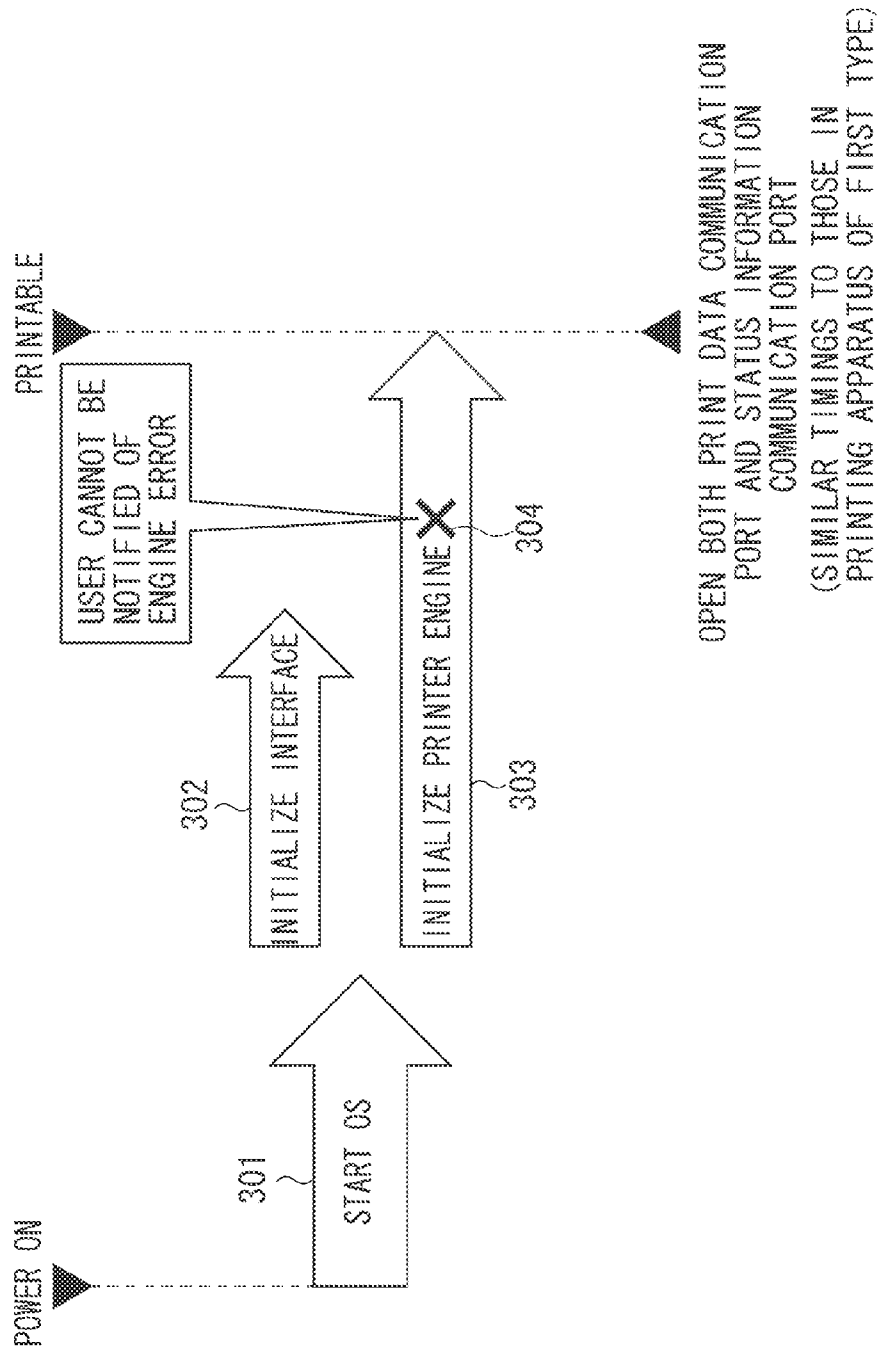 POWER ON
PRINTABLE
USER CANNOT BE
NOTIFIED OF
ENGINE ERROR
302
INITIALIZE INTERFACE
301
START OS
INITIALIZE PRINTER ENGINE
303
304
OPEN BOTH PRINT DATA COMMUNICATION
PORT AND STATUS INFORMATION
COMMUNICATION PORT
(SIMILAR TIMINGS TO THOSE IN
PRINTING APPARATUS OF FIRST TYPE)